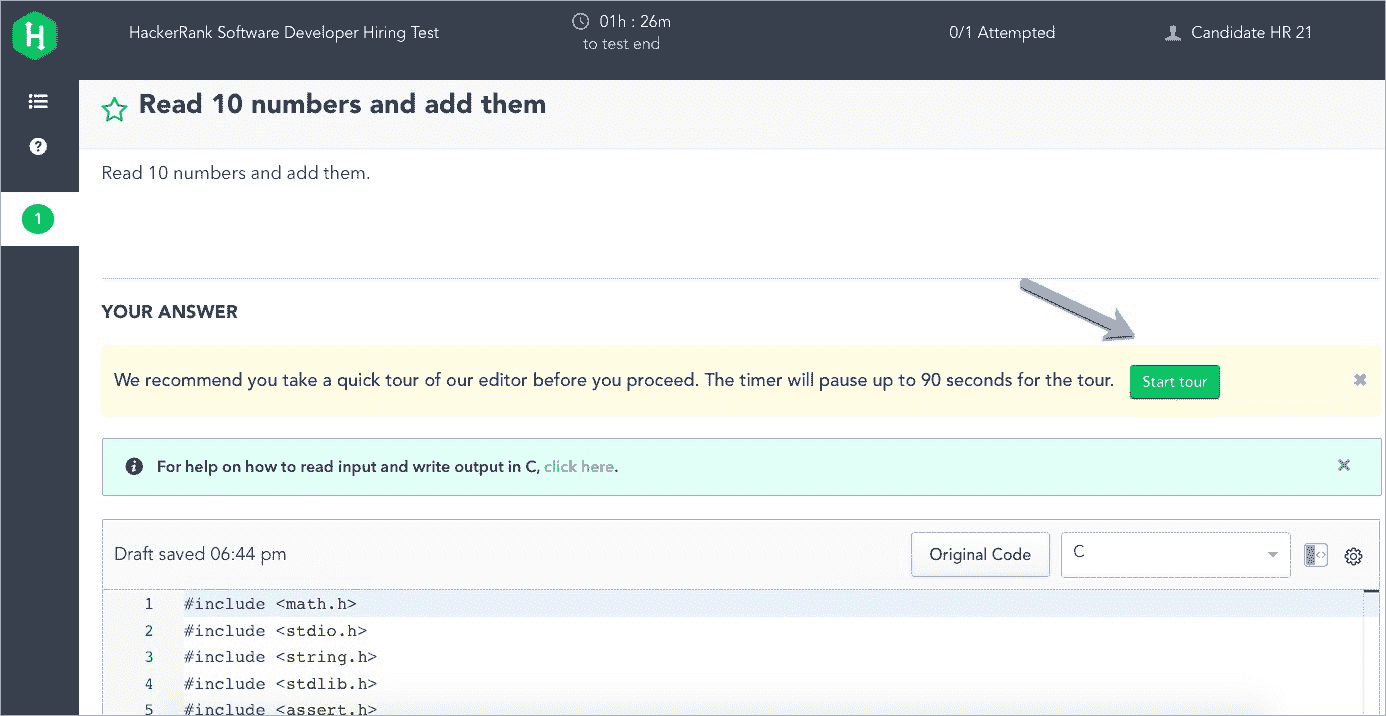 H
HackerRank Software Developer Hiring Test
01h : 26m
to test end
0/1 Attempted
Candidate HR 21
?
Read 10 numbers and add them
Read 10 numbers and add them.
1
YOUR ANSWER
We recommend you take a quick tour of our editor before you proceed. The timer will pause up to 90 seconds for the tour. Start tour
For help on how to read input and write output in C, click here.
Draft saved 06:44 pm
Original Code
C
1 #include <math.h>
2 #include <stdio.h>
3 #include <string.h>
4 #include <stdlib.h>
5 #include <assert.h>